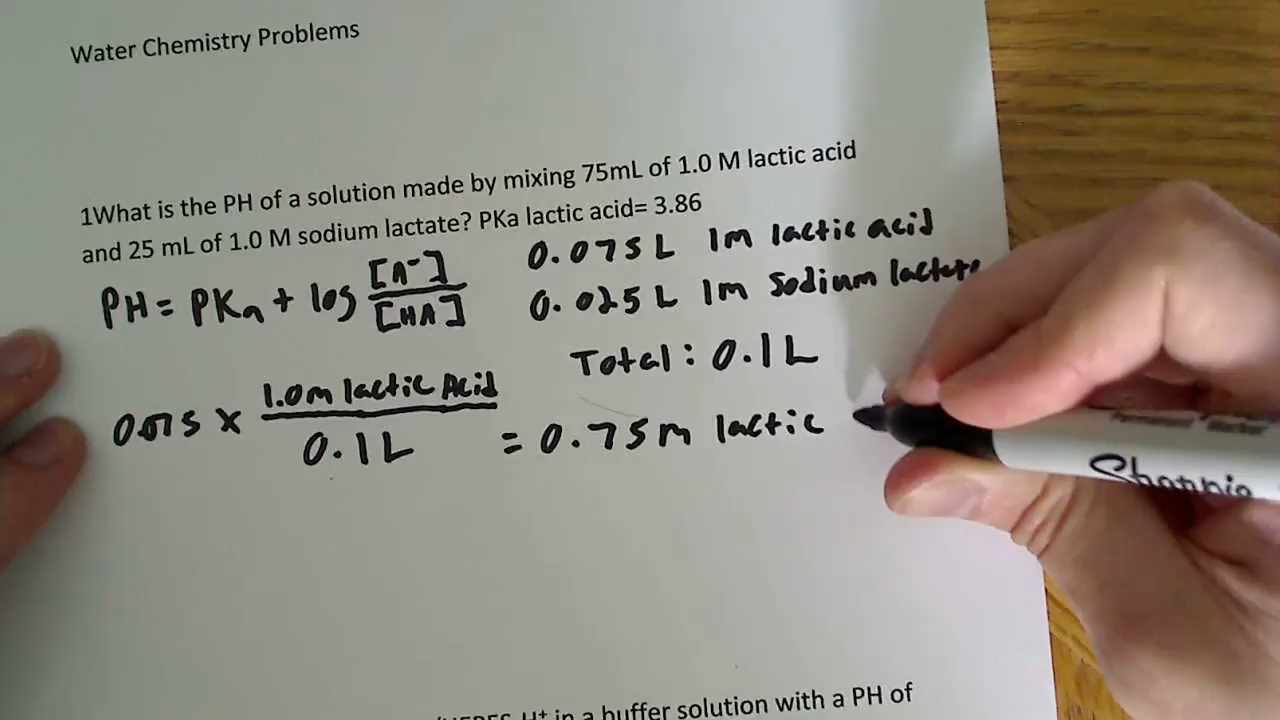 Water Chemistry Problems
1What is the PH of a solution made by mixing 75mL of 1.0 M lactic acid
and 25 mL of 1.0 M sodium lactate? PKa lactic acid= 3.86
0.075 L 1m lactic acid
PH = PKa + log [A⁻]/[HA]
0.025 L 1m Sodium lactate
Total: 0.1L
0.075 x 1.0m lactic Acid / 0.1L = 0.75m lactic
Sharpie
H⁺ in a buffer solution with a PH of